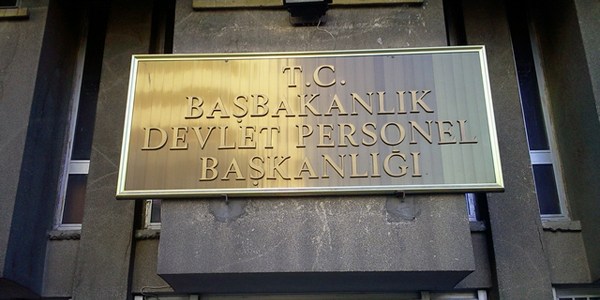 T.C.
BAŞBAKANLIK
DEVLET PERSONEL
BAŞKANLIĞI